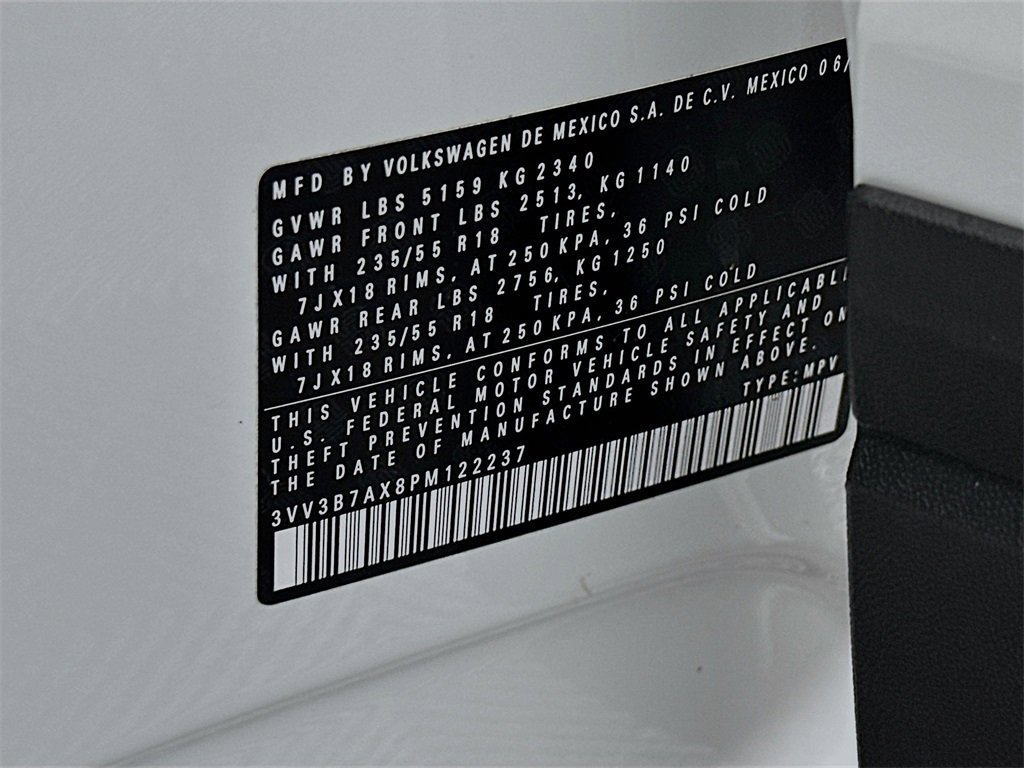 MFD BY VOLKSWAGEN DE MEXICO S.A. DE C.V. MEXICO 06/
GVWR LBS 5159 KG 2340
GAWR FRONT LBS 2513, KG 1140
WITH 235/55 R18 TIRES,
7JX18 RIMS, AT 250 KPA, 36 PSI COLD
GAWR REAR LBS 2756, KG 1250
WITH 235/55 R18 TIRES,
7JX18 RIMS, AT 250 KPA, 36 PSI COLD
THIS VEHICLE CONFORMS TO ALL APPLICABLE
U.S. FEDERAL MOTOR VEHICLE SAFETY AND
THEFT PREVENTION STANDARDS IN EFFECT ON
THE DATE OF MANUFACTURE SHOWN ABOVE.
TYPE: MPV
3VV3B7AX8PM122237